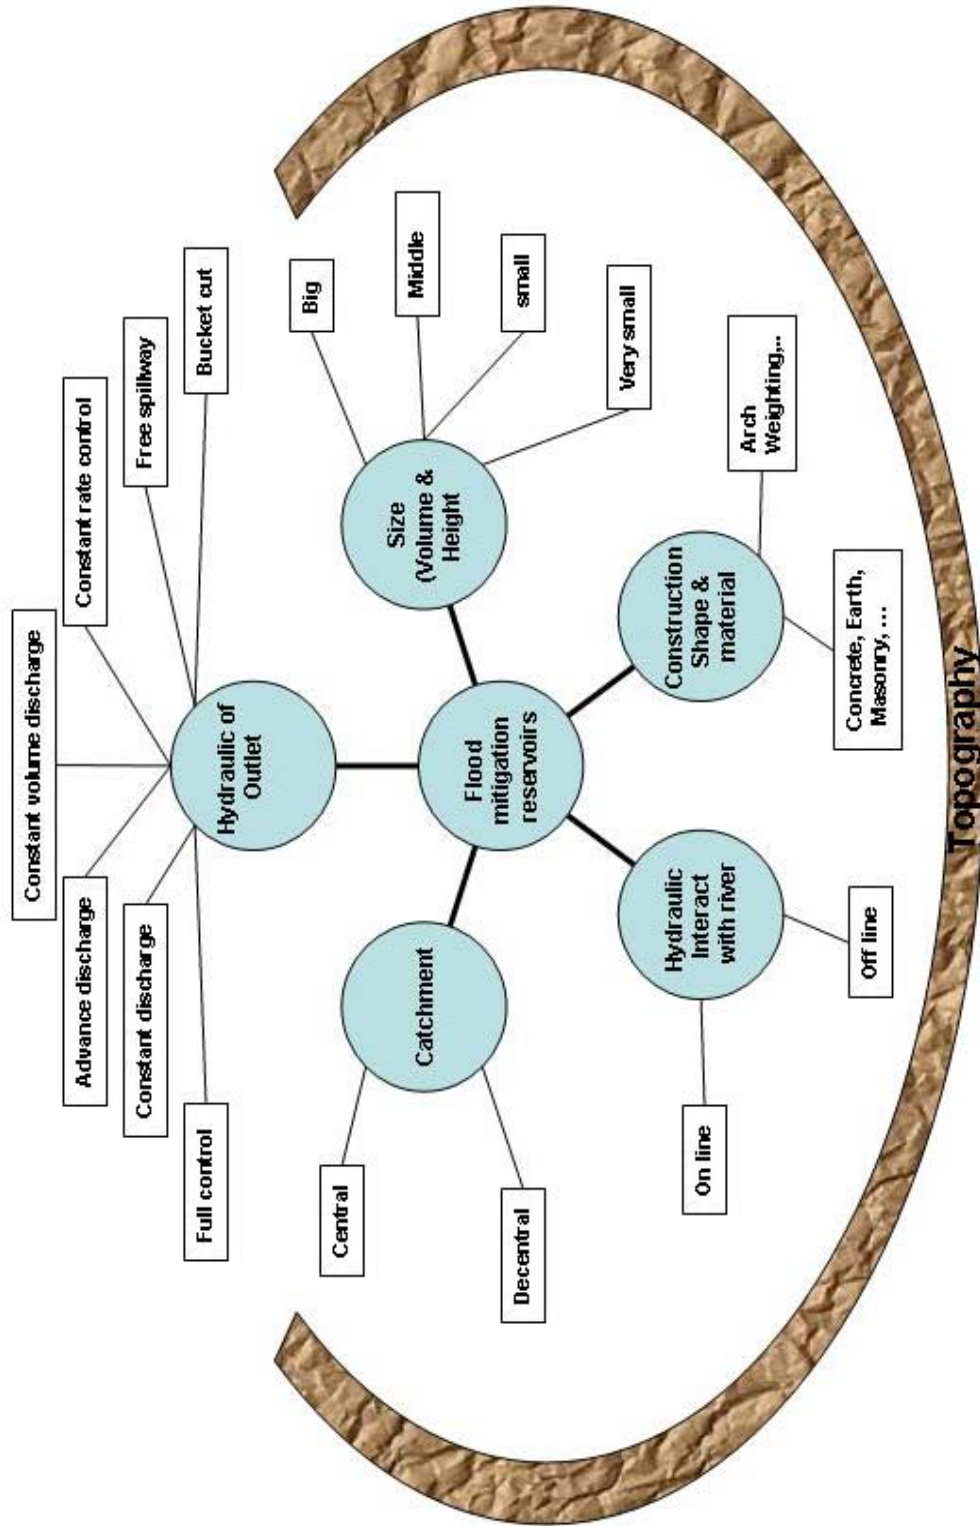 Constant volume discharge
Advance discharge
Constant rate control
Constant discharge
Free spillway
Full control
Bucket cut
Hydraulic of
Outlet
Central
Big
Catchment
Size
(Volume &
Height
Middle
Flood
mitigation
reservoirs
Decentral
small
Very small
Hydraulic
Interact
with river
Construction
Shape &
material
On line
Arch
Weighting,..
Off line
Concrete, Earth,
Masonry, ...
Topography